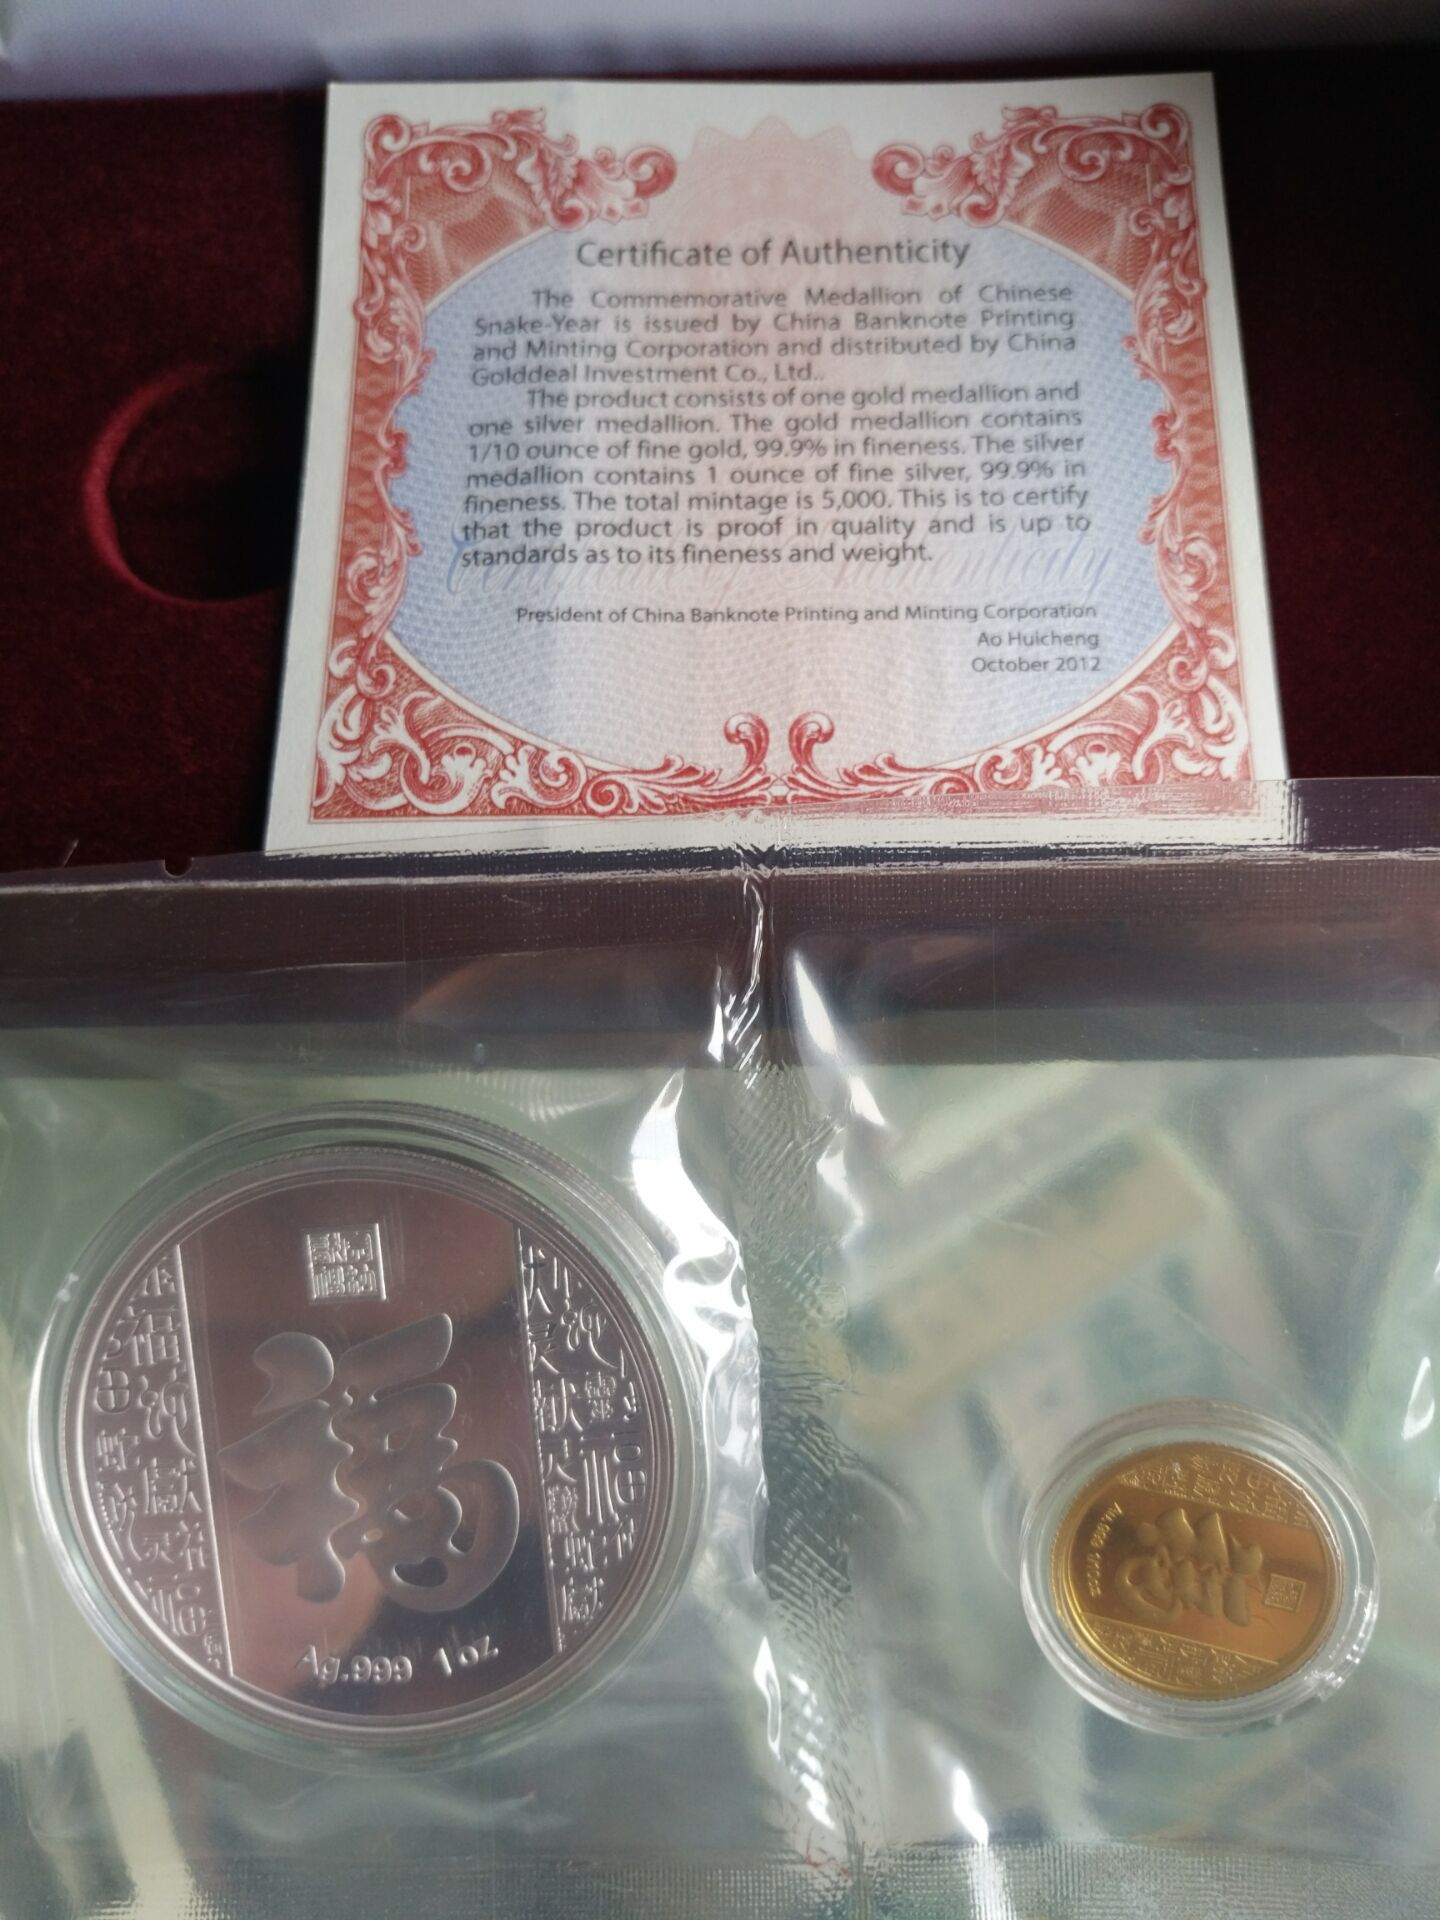 Certificate of Authenticity
The Commemorative Medallion of Chinese
Snake-Year is issued by China Banknote Printing
and Minting Corporation and distributed by China
Golddeal Investment Co., Ltd..
The product consists of one gold medallion and
one silver medallion. The gold medallion contains
1/10 ounce of fine gold, 99.9% in fineness. The silver
medallion contains 1 ounce of fine silver, 99.9% in
fineness. The total mintage is 5,000. This is to certify
that the product is proof in quality and is up to
standards as to its fineness and weight.
Certificate of Authenticity
President of China Banknote Printing and Minting Corporation
Ao Huicheng
October 2012
福
Ag.999 1oz
Au.999 1/10oz